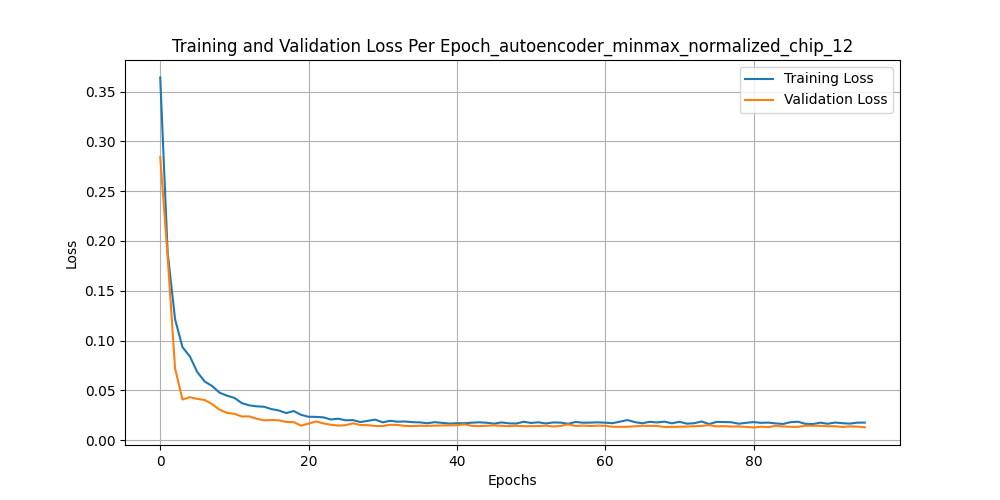 Training and Validation Loss Per Epoch_autoencoder_minmax_normalized_chip_12
Training Loss
Validation Loss
0.35
0.30
0.25
0.20
0.15
0.10
0.05
0.00
Loss
0
20
40
60
80
Epochs